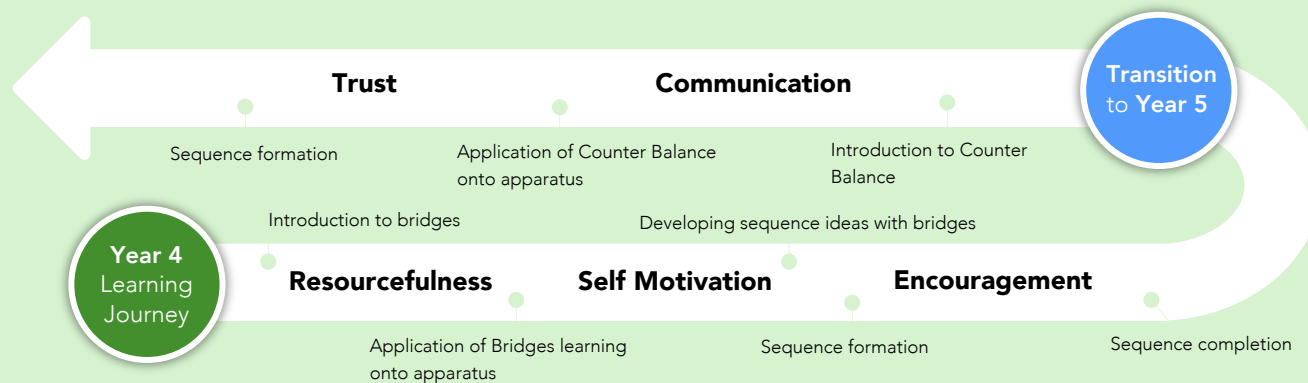 Trust
Communication
Transition
to Year 5
Sequence formation
Application of Counter Balance
onto apparatus
Introduction to Counter
Balance
Introduction to bridges
Developing sequence ideas with bridges
Year 4
Learning
Journey
Resourcefulness
Self Motivation
Encouragement
Application of Bridges learning
onto apparatus
Sequence formation
Sequence completion